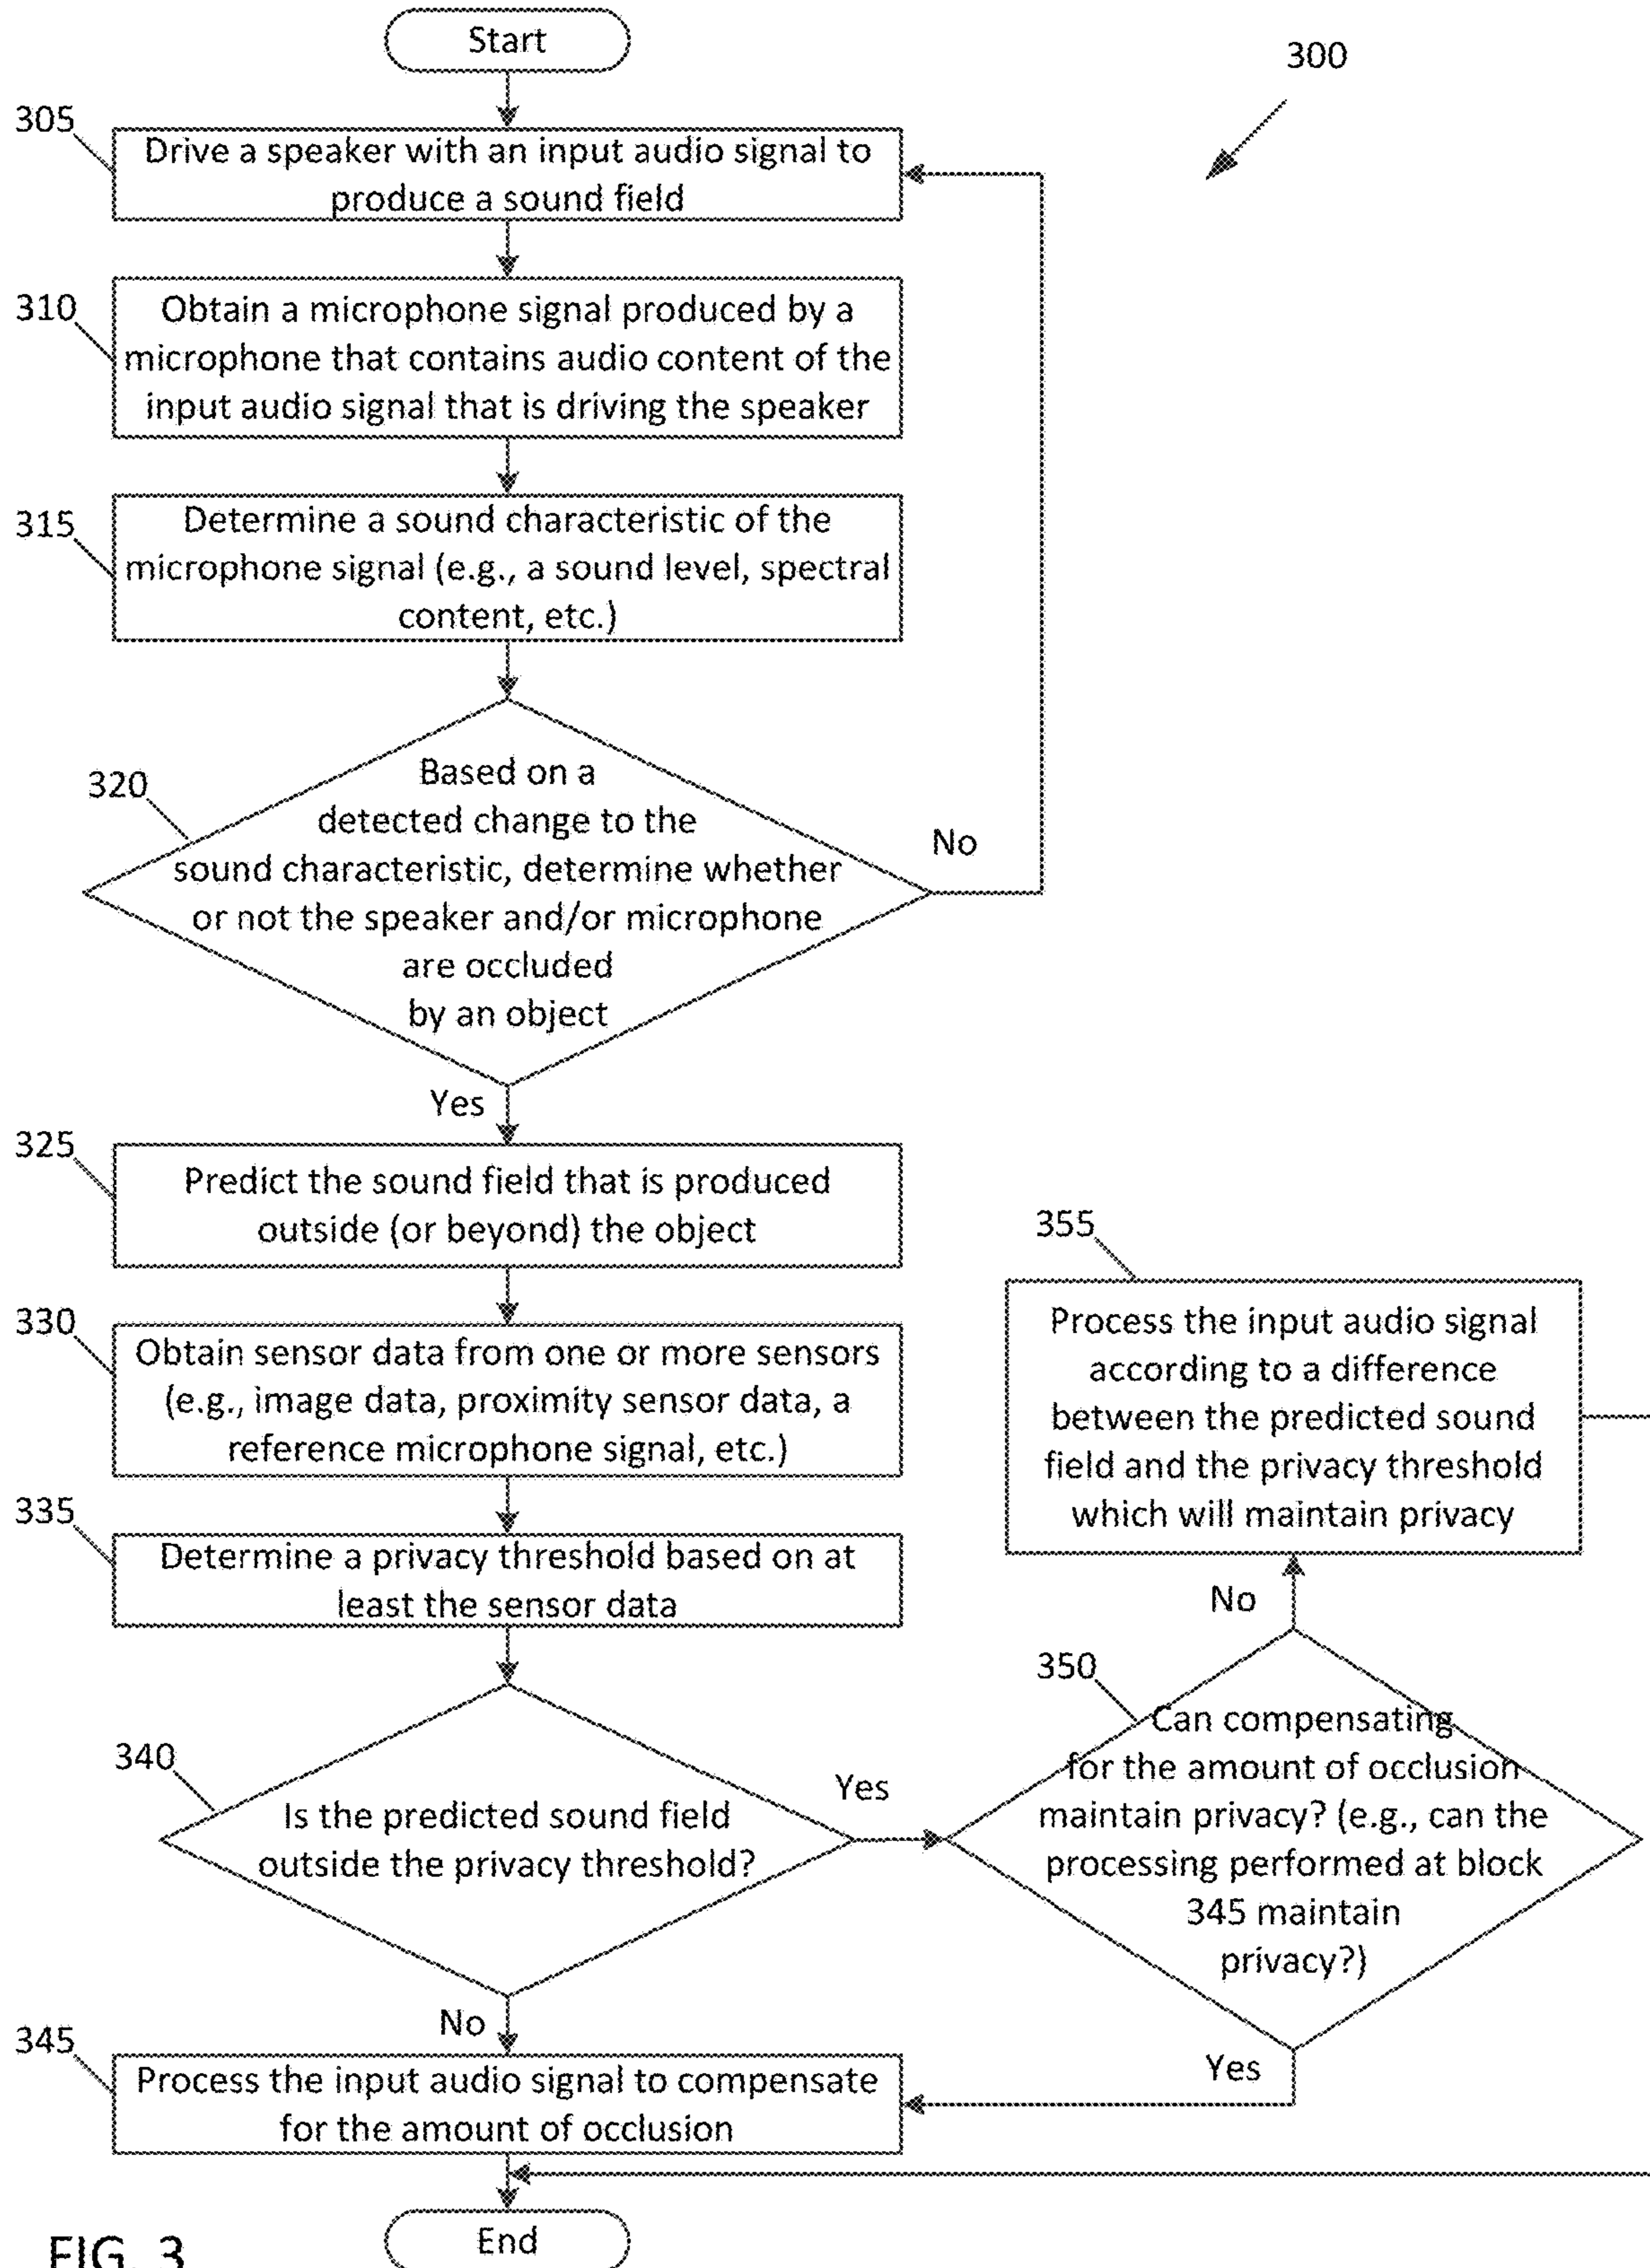 Start
300
305
Drive a speaker with an input audio signal to
produce a sound field
310
Obtain a microphone signal produced by a
microphone that contains audio content of the
input audio signal that is driving the speaker
315
Determine a sound characteristic of the
microphone signal (e.g., a sound level, spectral
content, etc.)
320
Based on a
detected change to the
sound characteristic, determine whether
or not the speaker and/or microphone
are occluded
by an object
No
Yes
325
Predict the sound field that is produced
outside (or beyond) the object
330
Obtain sensor data from one or more sensors
(e.g., image data, proximity sensor data, a
reference microphone signal, etc.)
335
Determine a privacy threshold based on at
least the sensor data
340
Is the predicted sound field
outside the privacy threshold?
Yes
No
355
Process the input audio signal
according to a difference
between the predicted sound
field and the privacy threshold
which will maintain privacy
No
350
Can compensating
for the amount of occlusion
maintain privacy? (e.g., can the
processing performed at block
345 maintain
privacy?)
Yes
345
Process the input audio signal to compensate
for the amount of occlusion
End
FIG. 3